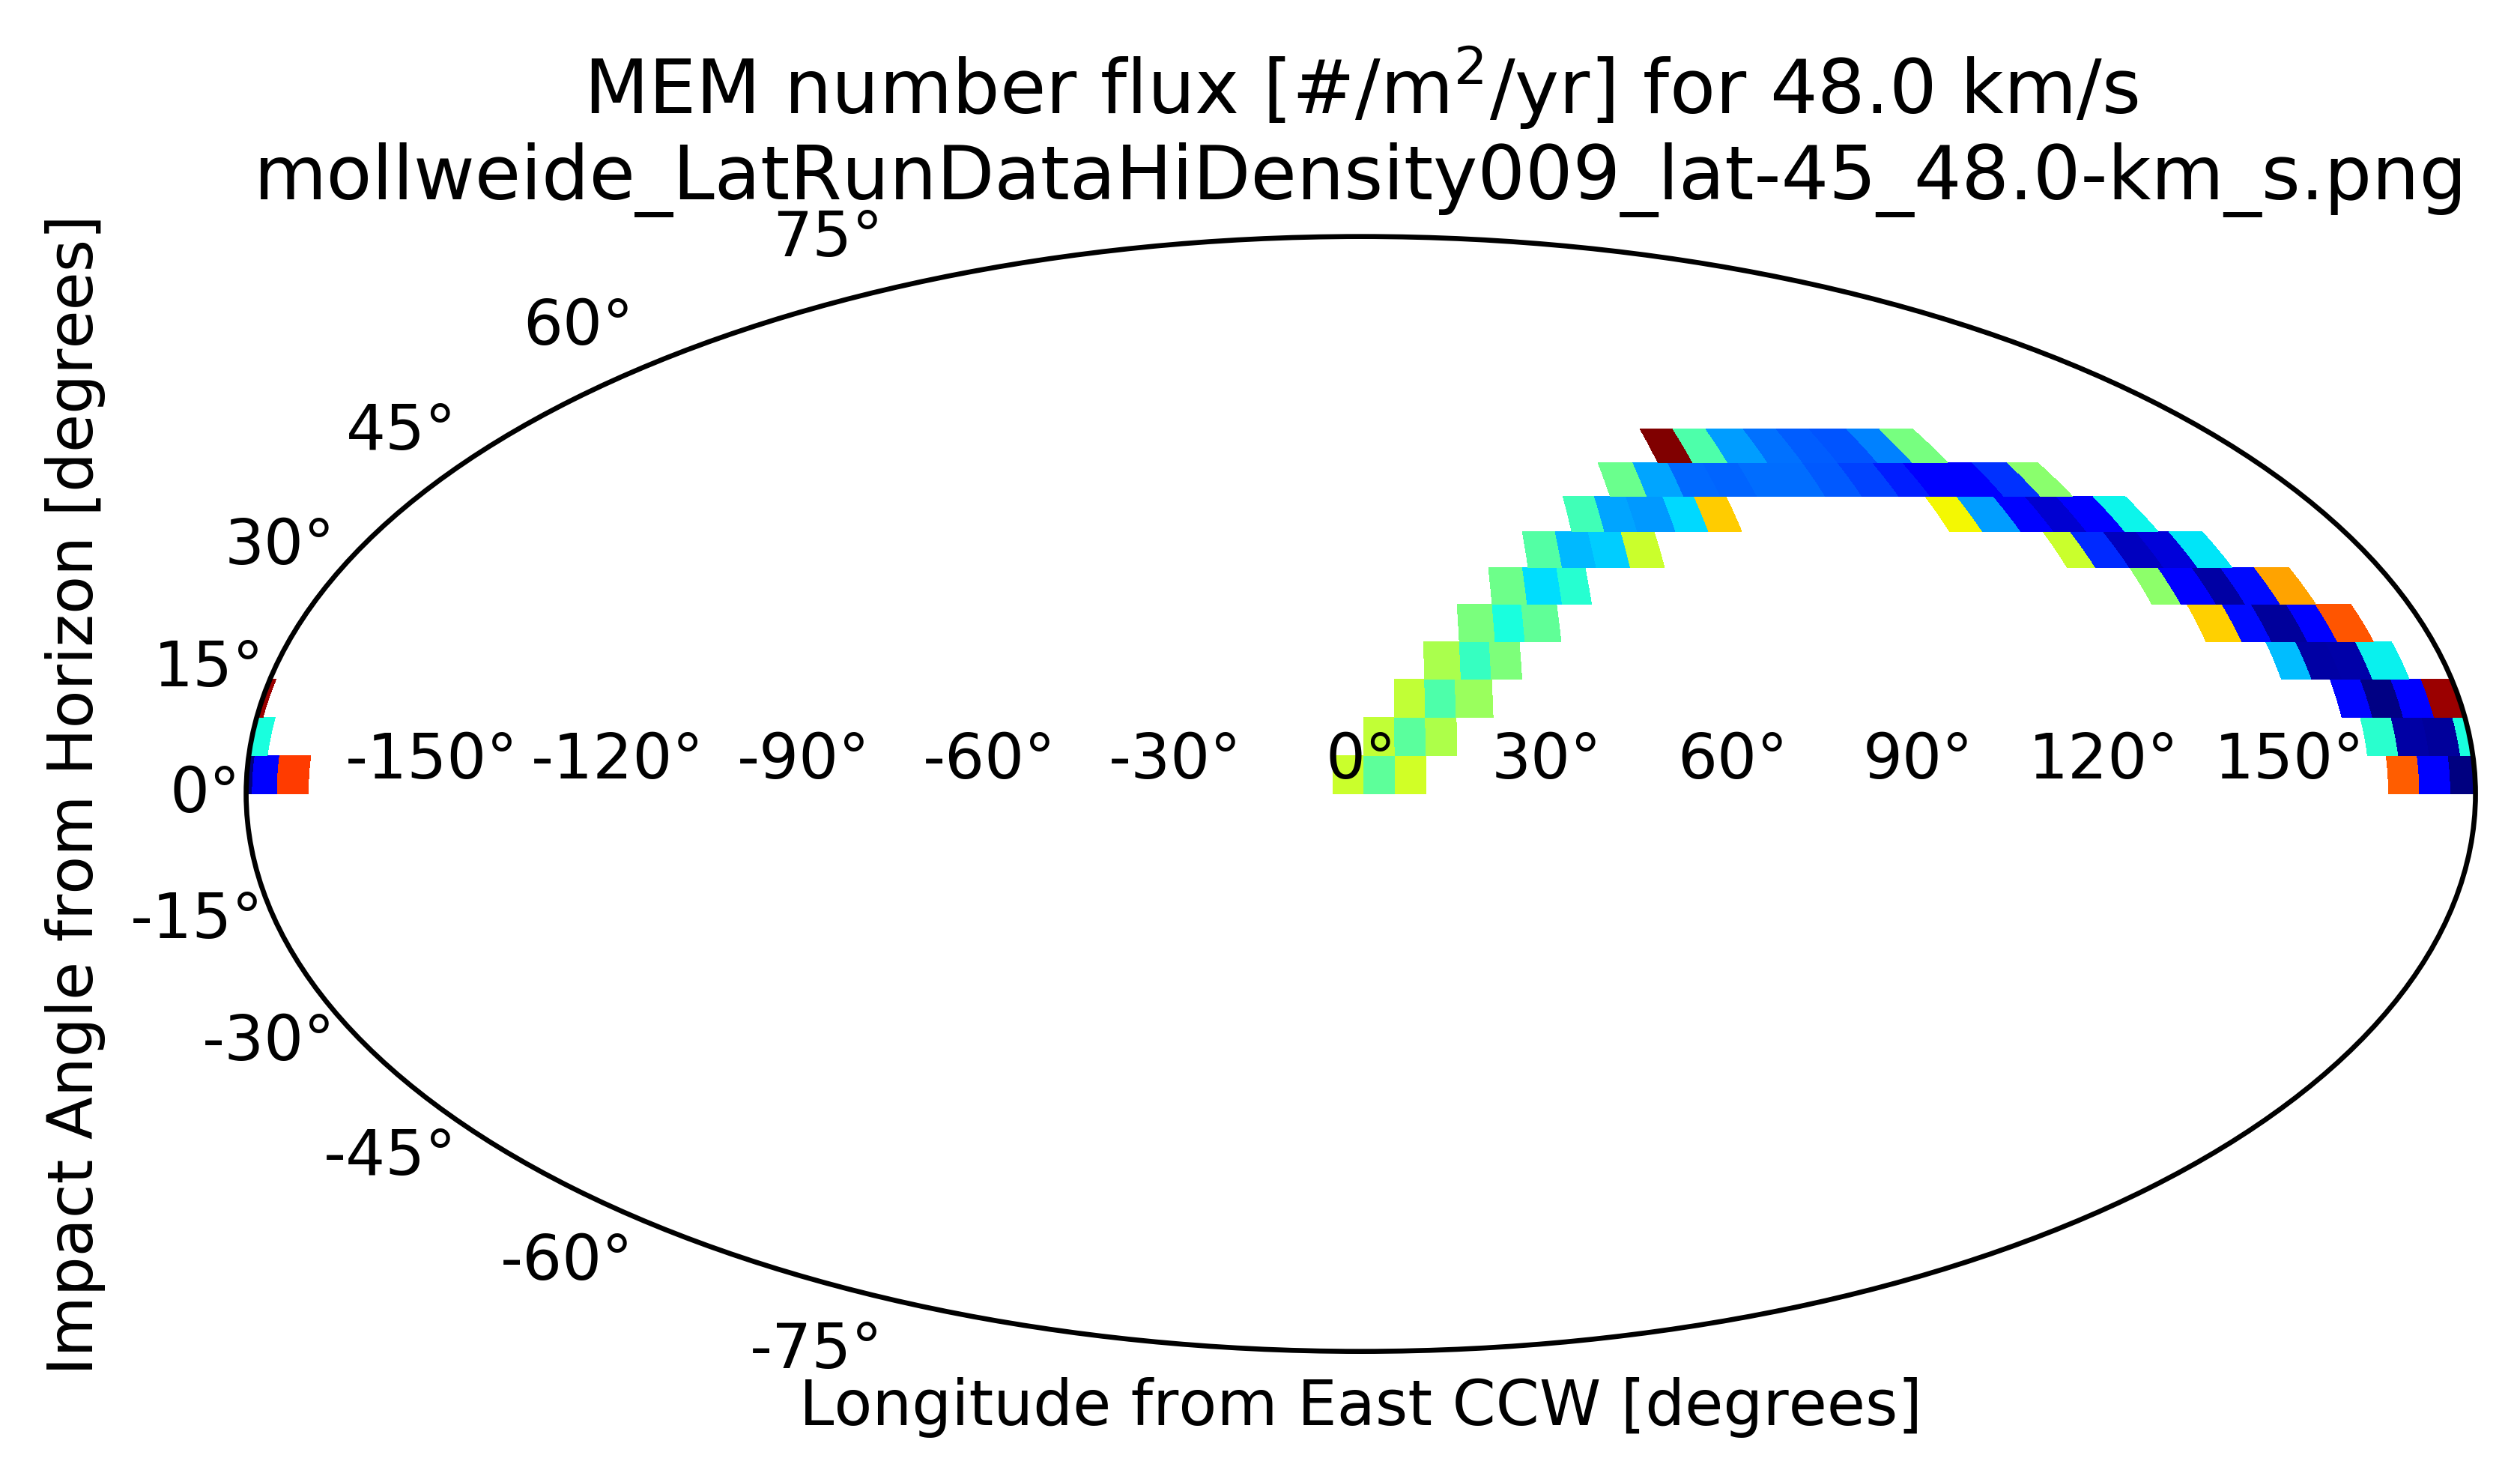 MEM number flux [#/m²/yr] for 48.0 km/s
mollweide_LatRunDataHiDensity009_lat-45_48.0-km_s.png
Impact Angle from Horizon [degrees]
75°
60°
45°
30°
15°
0°
-15°
-30°
-45°
-60°
-75°
-150° -120° -90° -60° -30° 0° 30° 60° 90° 120° 150°
Longitude from East CCW [degrees]